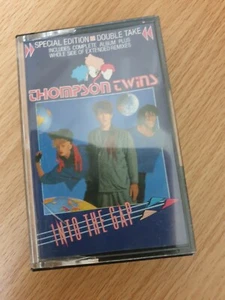 SPECIAL EDITION ■ DOUBLE TAKE
INCLUDES COMPLETE ALBUM PLUS
WHOLE SIDE OF EXTENDED REMIXES
THOMPSON TWINS
INTO THE GAP